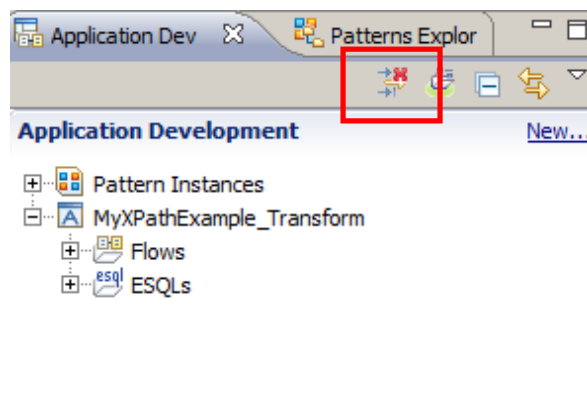 Application Dev Patterns Explor
Application Development New...
Pattern Instances
MyXPathExample_Transform
Flows
esql ESQLs